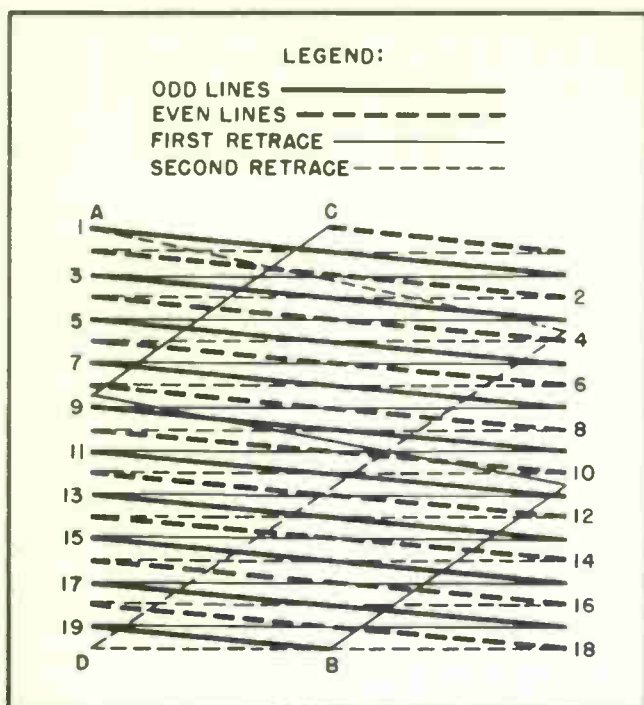 LEGEND:
ODD LINES
EVEN LINES
FIRST RETRACE
SECOND RETRACE
A C
1
3 2
5 4
7 6
9 8
11 10
13 12
15 14
17 16
19 18
D B